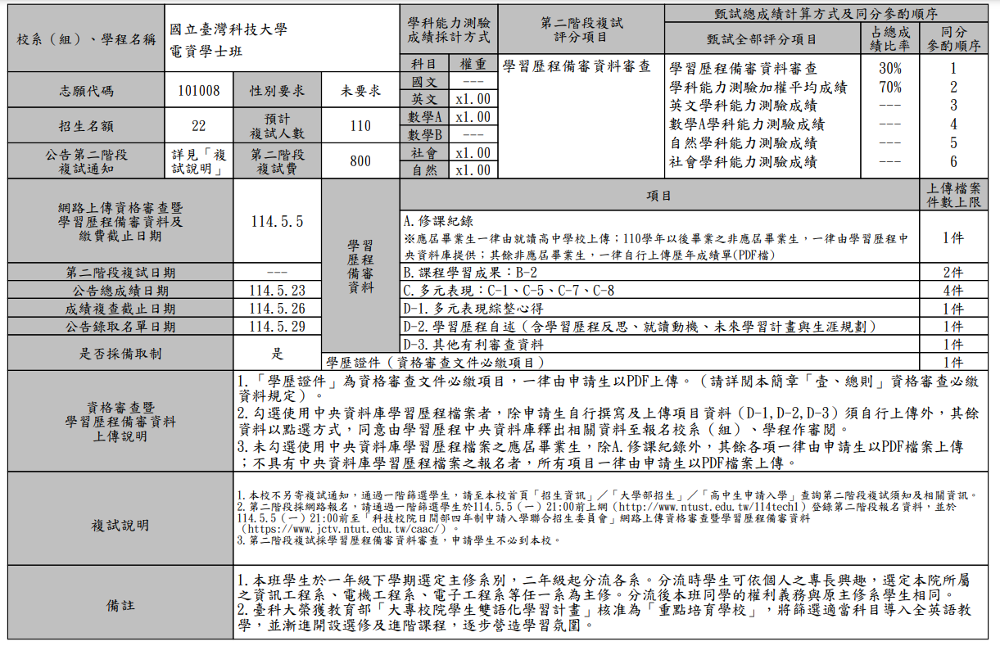 校系（組）、學程名稱
國立臺灣科技大學
電資學士班
學科能力測驗
成績採計方式
第二階段複試
評分項目
甄試總成績計算方式及同分參酌順序
甄試全部評分項目
占總成
績比率
同分
參酌順序
科目 權重
學習歷程備審資料審查
學習歷程備審資料審查 30% 1
學科能力測驗加權平均成績 70% 2
英文學科能力測驗成績 --- 3
數學A學科能力測驗成績 --- 4
自然學科能力測驗成績 --- 5
社會學科能力測驗成績 --- 6
國文 ---
英文 x1.00
數學A x1.00
數學B ---
社會 x1.00
自然 x1.00
志願代碼 101008 性別要求 未要求
招生名額 22
預計
複試人數
110
公告第二階段
複試通知
詳見「複
試說明」
第二階段
複試費
800
網路上傳資格審查暨
學習歷程備審資料及
繳費截止日期
114.5.5
第二階段複試日期 ---
公告總成績日期 114.5.23
成績複查截止日期 114.5.26
公告錄取名單日期 114.5.29
是否採備取制 是
學習
歷程
備審
資料
項目
上傳檔案
件數上限
A.修課紀錄
※應屆畢業生一律由就讀高中學校上傳；110學年以後畢業之非應屆畢業生，一律由學習歷程中
央資料庫提供；其餘非應屆畢業生，一律自行上傳歷年成績單(PDF檔)
1件
B.課程學習成果：B-2 2件
C.多元表現：C-1、C-5、C-7、C-8 4件
D-1.多元表現綜整心得 1件
D-2.學習歷程自述（含學習歷程反思、就讀動機、未來學習計畫與生涯規劃） 1件
D-3.其他有利審查資料 1件
學歷證件（資格審查文件必繳項目） 1件
資格審查暨
學習歷程備審資料
上傳說明
1.「學歷證件」為資格審查文件必繳項目，一律由申請生以PDF上傳。（請詳閱本簡章「壹、總則」資格審查必繳
資料規定）。
2.勾選使用中央資料庫學習歷程檔案者，除申請生自行撰寫及上傳項目資料（D-1,D-2,D-3）須自行上傳外，其餘
資料以點選方式，同意由學習歷程中央資料庫釋出相關資料至報名校系（組）、學程作審閱。
3.未勾選使用中央資料庫學習歷程檔案之應屆畢業生，除A.修課紀錄外，其餘各項一律由申請生以PDF檔案上傳
；不具有中央資料庫學習歷程檔案之報名者，所有項目一律由申請生以PDF檔案上傳。
複試說明
1.本校不另寄複試通知，通過一階篩選學生，請至本校首頁「招生資訊」／「大學部招生」／「高中生申請入學」查詢第二階段複試須知及相關資訊。
2.第二階段採網路報名，請通過一階篩選學生於114.5.5（一）21:00前上網（http://www.ntust.edu.tw/114tech1）登錄第二階段報名資料，並於
114.5.5（一）21:00前至「科技校院日間部四年制申請入學聯合招生委員會」網路上傳資格審查暨學習歷程備審資料
（https://www.jctv.ntut.edu.tw/caac/）。
3.第二階段複試採學習歷程備審資料審查，申請學生不必到本校。
備註
1.本班學生於一年級下學期選定主修系別，二年級起分流各系。分流時學生可依個人之專長興趣，選定本院所屬
之資訊工程系、電機工程系、電子工程系等任一系為主修。分流後本班同學的權利義務與原主修系學生相同。
2.臺科大榮獲教育部「大專校院學生雙語化學習計畫」核准為「重點培育學校」，將篩選適當科目導入全英語教
學，並漸進開設選修及進階課程，逐步營造學習氛圍。